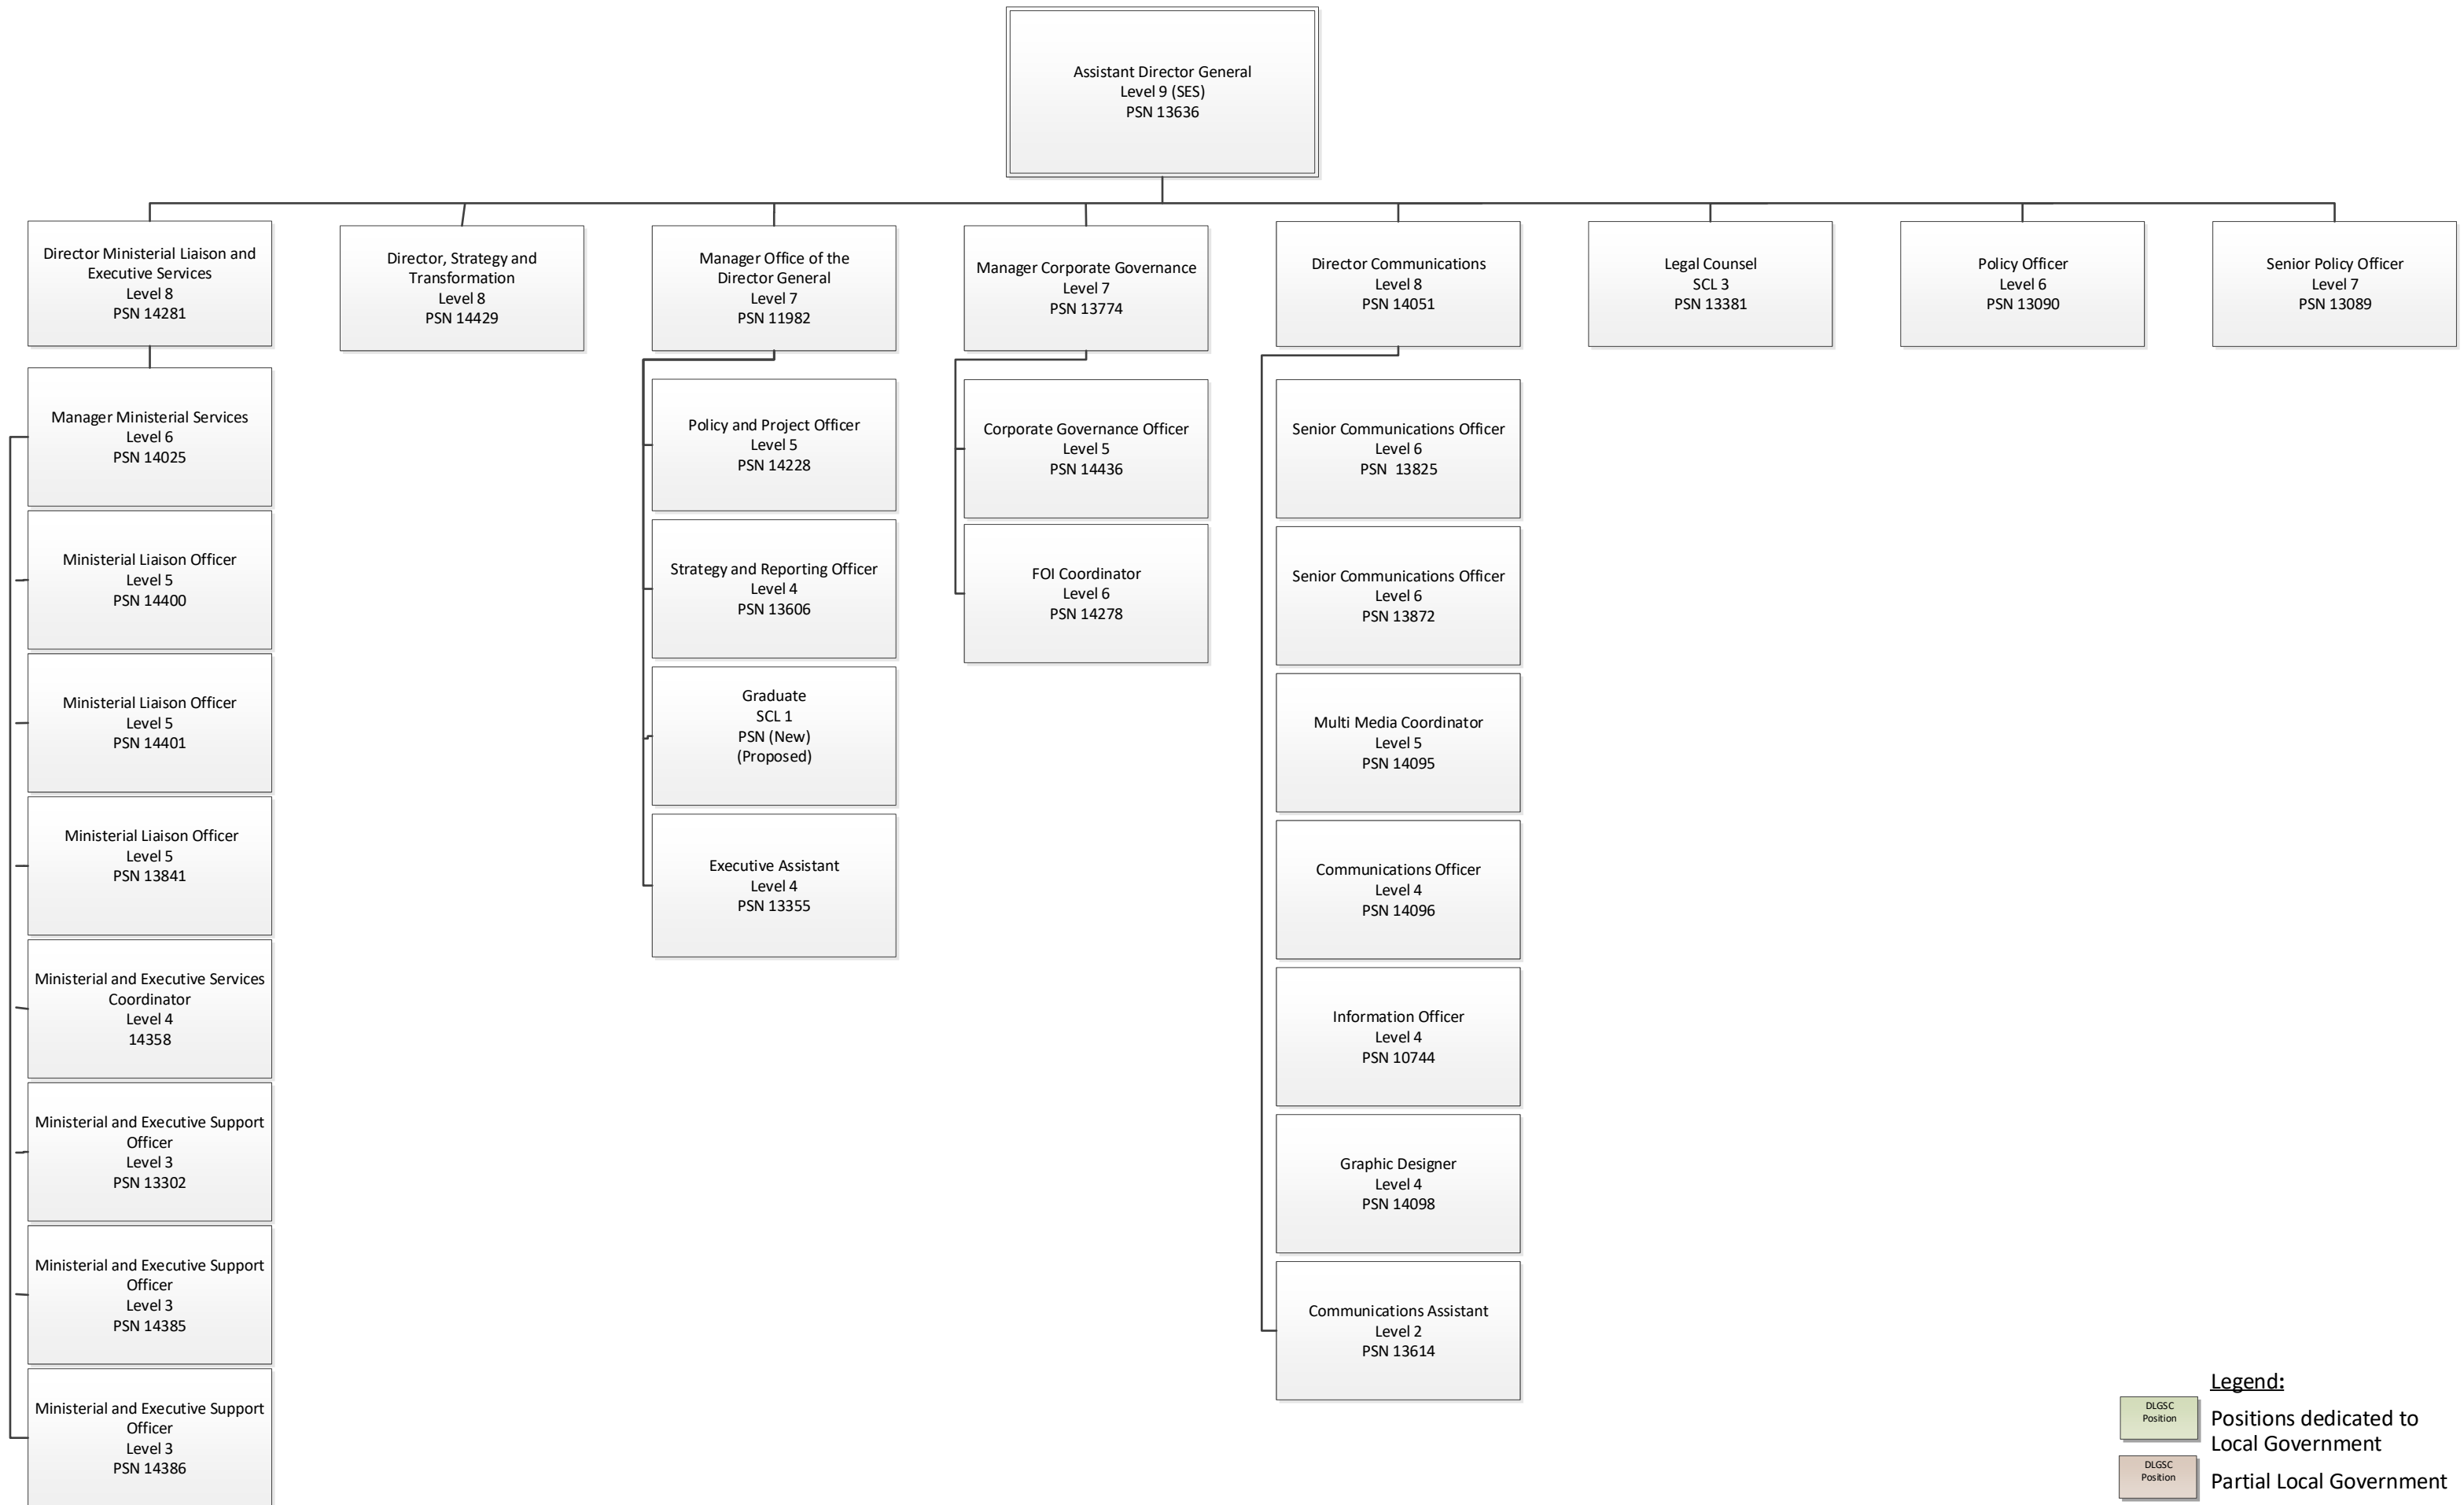 Assistant Director General
Level 9 (SES)
PSN 13636
Director Ministerial Liaison and
Executive Services
Level 8
PSN 14281
Director, Strategy and
Transformation
Level 8
PSN 14429
Manager Office of the
Director General
Level 7
PSN 11982
Manager Corporate Governance
Level 7
PSN 13774
Director Communications
Level 8
PSN 14051
Legal Counsel
SCL 3
PSN 13381
Policy Officer
Level 6
PSN 13090
Senior Policy Officer
Level 7
PSN 13089
Manager Ministerial Services
Level 6
PSN 14025
Ministerial Liaison Officer
Level 5
PSN 14400
Ministerial Liaison Officer
Level 5
PSN 14401
Ministerial Liaison Officer
Level 5
PSN 13841
Ministerial and Executive Services
Coordinator
Level 4
14358
Ministerial and Executive Support
Officer
Level 3
PSN 13302
Ministerial and Executive Support
Officer
Level 3
PSN 14385
Ministerial and Executive Support
Officer
Level 3
PSN 14386
Policy and Project Officer
Level 5
PSN 14228
Strategy and Reporting Officer
Level 4
PSN 13606
Graduate
SCL 1
PSN (New)
(Proposed)
Executive Assistant
Level 4
PSN 13355
Corporate Governance Officer
Level 5
PSN 14436
FOI Coordinator
Level 6
PSN 14278
Senior Communications Officer
Level 6
PSN 13825
Senior Communications Officer
Level 6
PSN 13872
Multi Media Coordinator
Level 5
PSN 14095
Communications Officer
Level 4
PSN 14096
Information Officer
Level 4
PSN 10744
Graphic Designer
Level 4
PSN 14098
Communications Assistant
Level 2
PSN 13614
Legend:
DLGSC
Position
Positions dedicated to
Local Government
DLGSC
Position
Partial Local Government